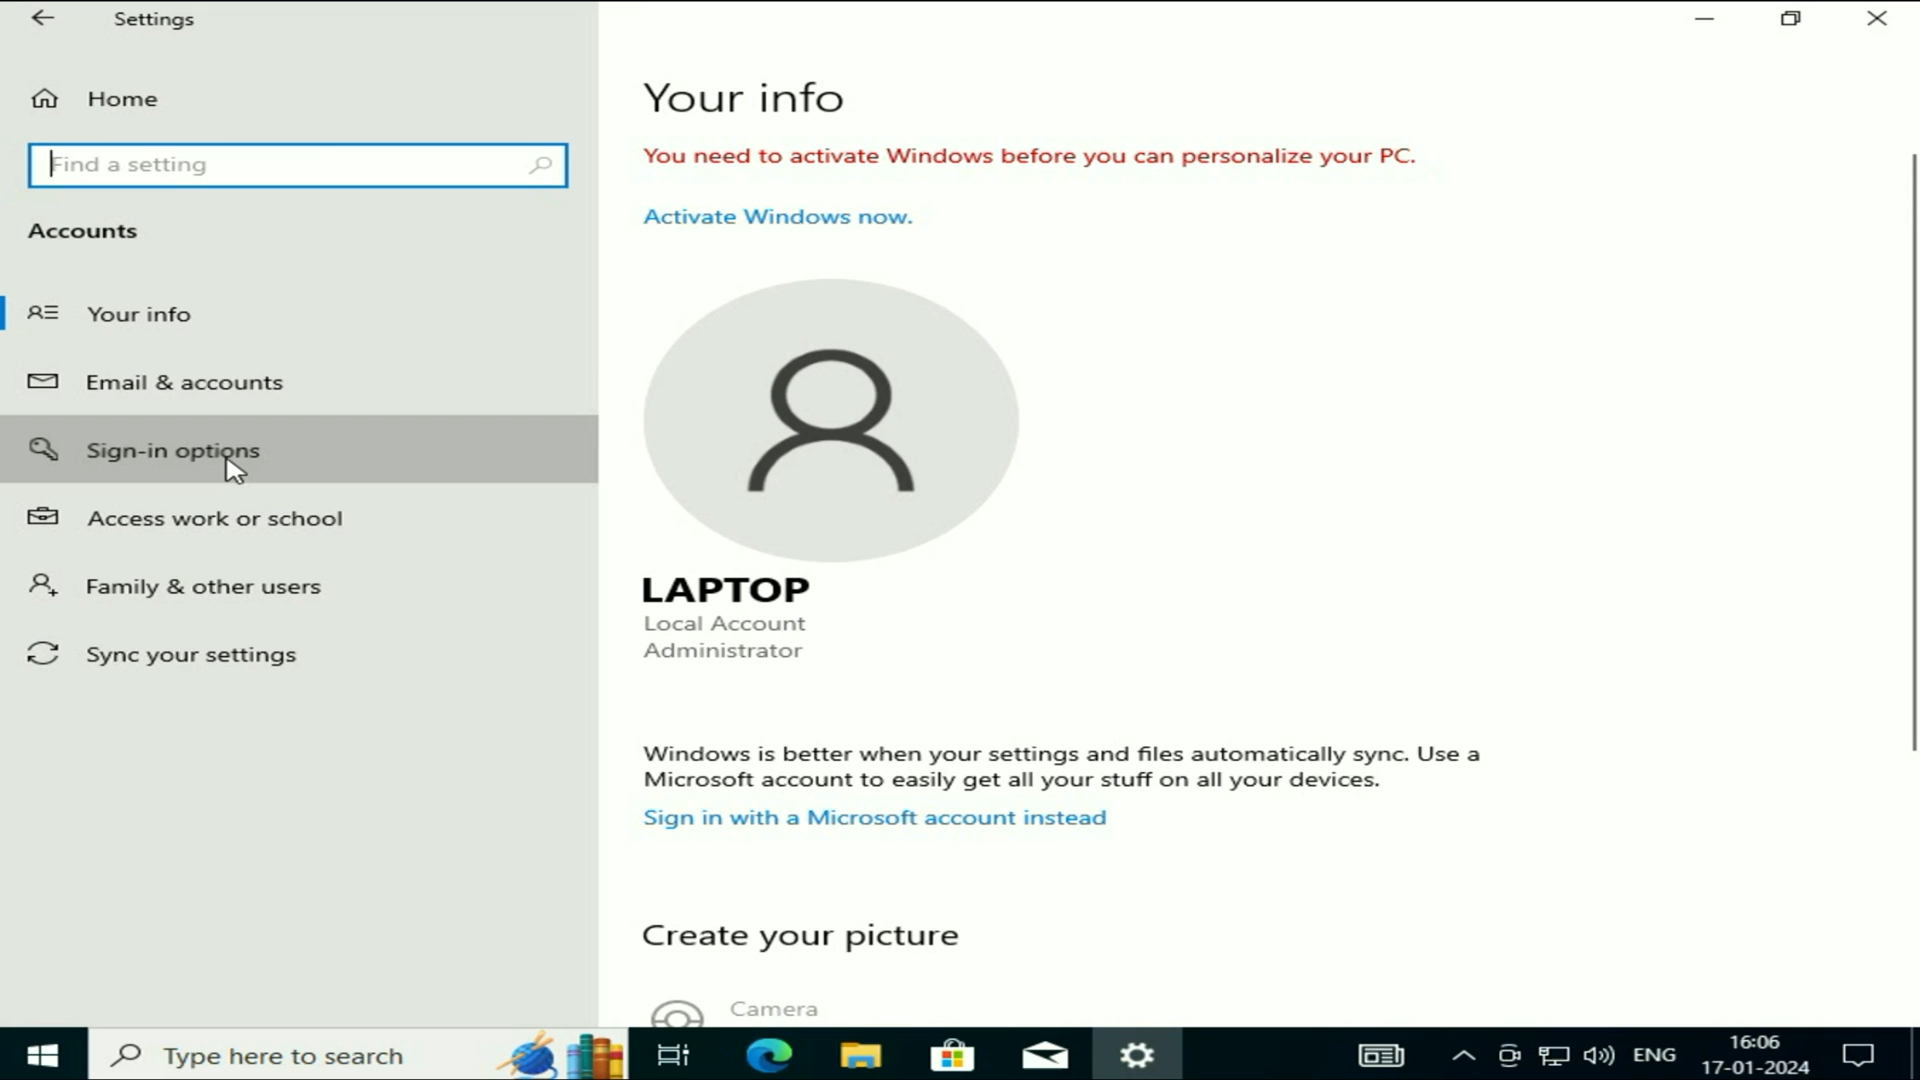 Settings
Home
Find a setting
Accounts
Your info
Email & accounts
Sign-in options
Access work or school
Family & other users
Sync your settings
Your info
You need to activate Windows before you can personalize your PC.
Activate Windows now.
LAPTOP
Local Account
Administrator
Windows is better when your settings and files automatically sync. Use a
Microsoft account to easily get all your stuff on all your devices.
Sign in with a Microsoft account instead
Create your picture
Camera
Type here to search
ENG
16:06
17-01-2024